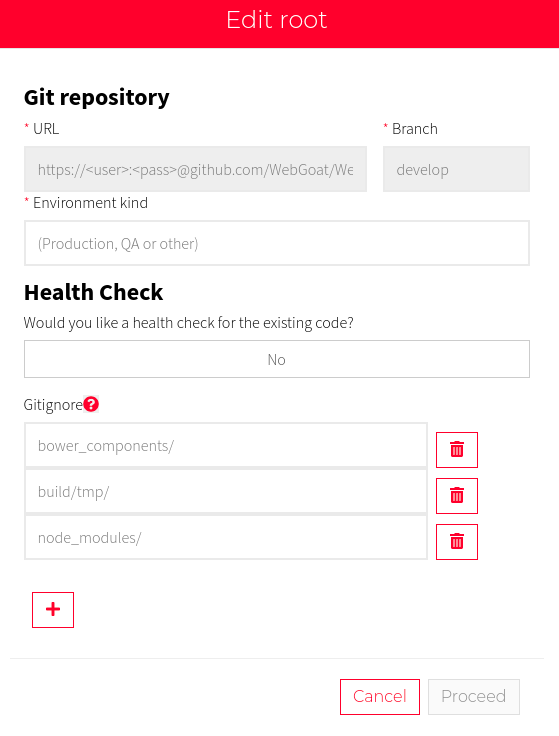 Edit root
Git repository
* URL
* Branch
https://<user>:<pass>@github.com/WebGoat/We
develop
* Environment kind
(Production, QA or other)
Health Check
Would you like a health check for the existing code?
No
Gitignore
bower_components/
build/tmp/
node_modules/
Cancel
Proceed